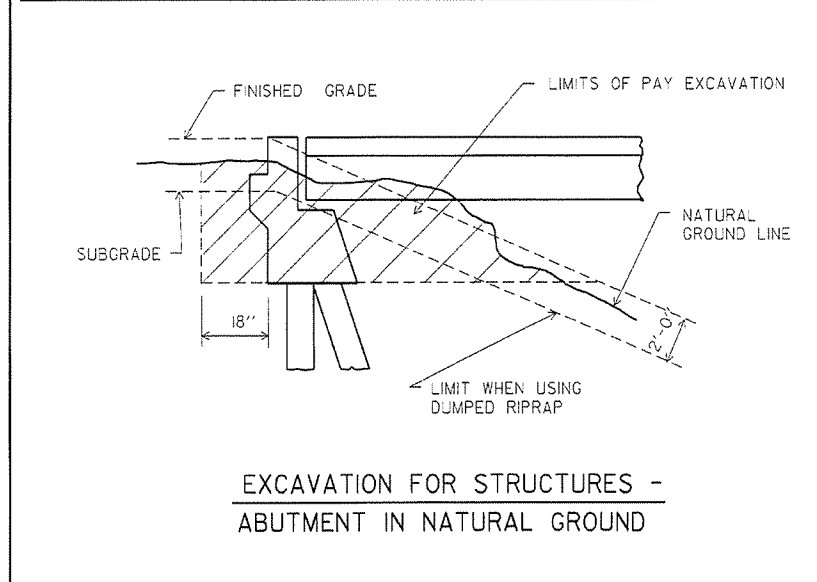 FINISHED GRADE
LIMITS OF PAY EXCAVATION
NATURAL
GROUND LINE
SUBGRADE
18''
2'-0''
LIMIT WHEN USING
DUMPED RIPRAP
EXCAVATION FOR STRUCTURES -
ABUTMENT IN NATURAL GROUND